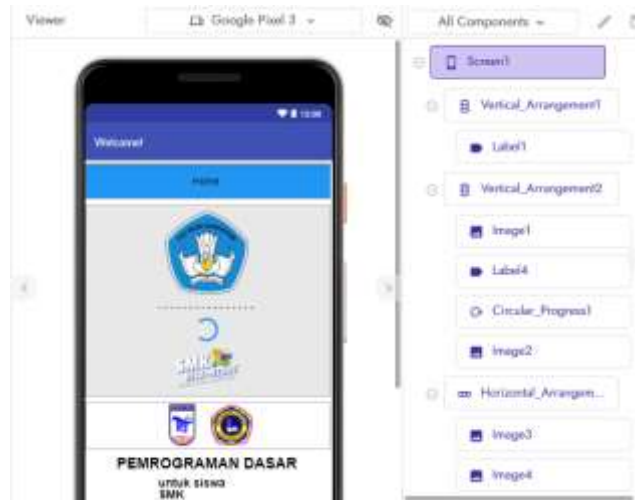 Viewer
Google Pixel 3
All Components
Screen1
Vertical_Arrangement1
Label1
Vertical_Arrangement2
Image1
Label4
Circular_Progress1
Image2
Horizontal_Arrangem...
Image3
Image4
Welcome!
SMK
PEMROGRAMAN DASAR
untuk siswa
SMK